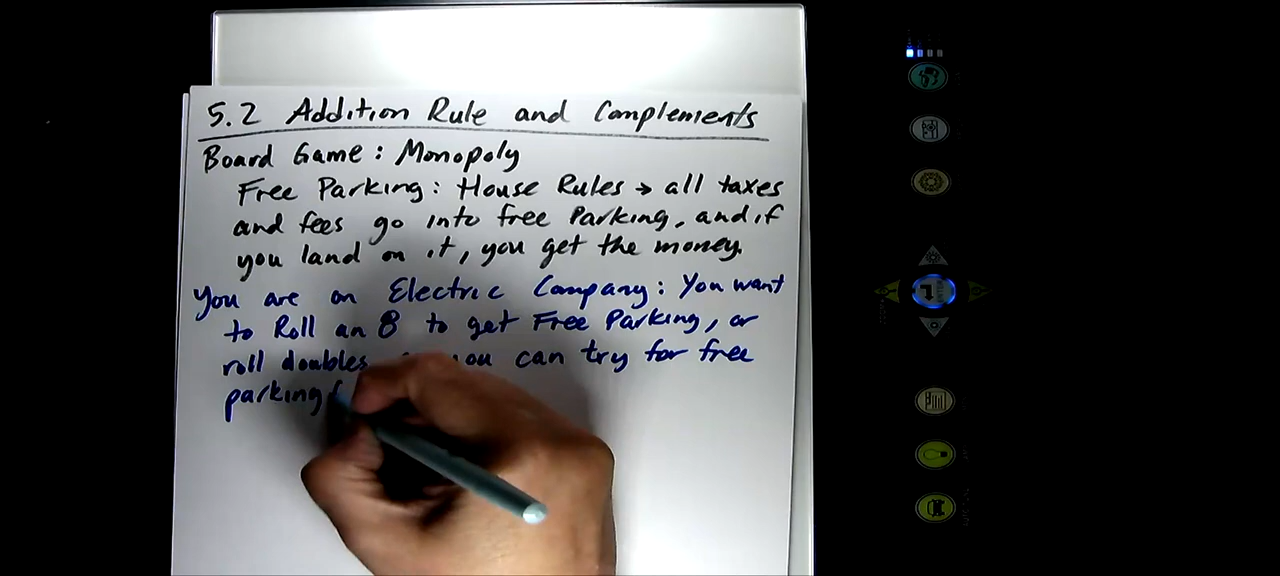 5.2 Addition Rule and Complements
Board Game: Monopoly
Free Parking: House Rules → all taxes
and fees go into free Parking, and if
you land on it, you get the money.
You are on Electric Company: You want
to Roll an 8 to get Free Parking, or
roll doubles you can try for free
parking